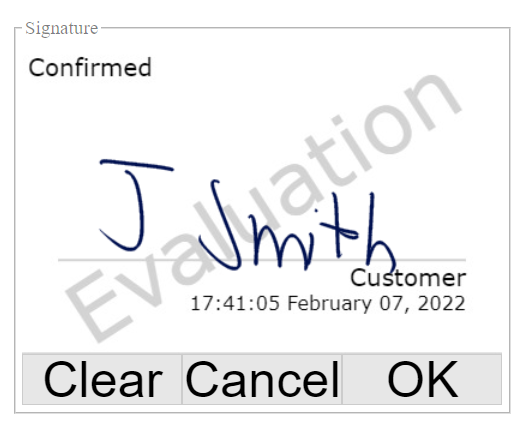 Signature
Confirmed
Evaluation
J Smith
Customer
17:41:05 February 07, 2022
Clear Cancel OK